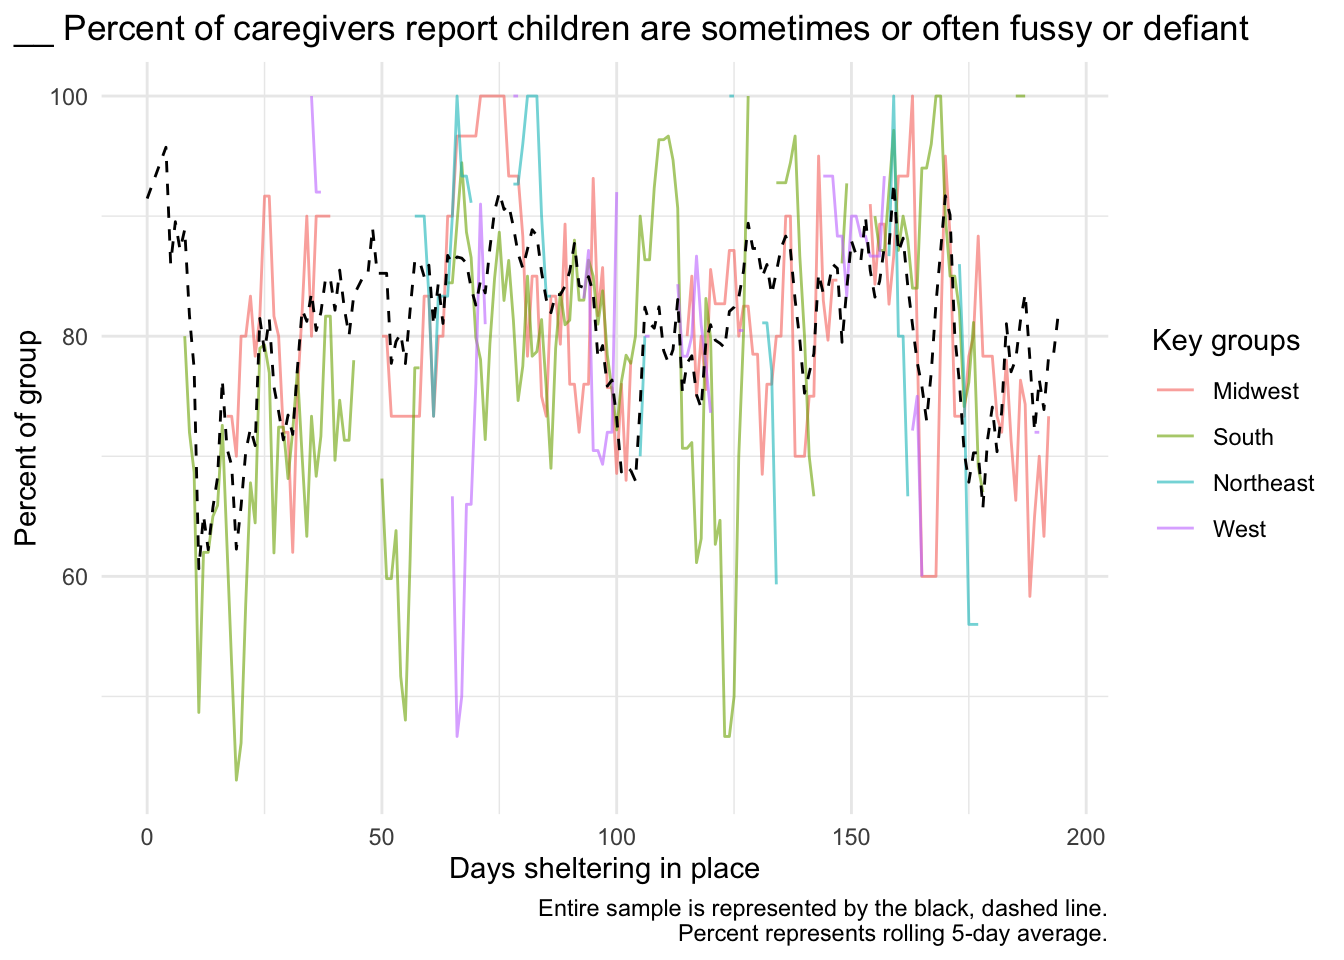 __ Percent of caregivers report children are sometimes or often fussy or defiant
100
80
60
Percent of group
0
50
100
150
200
Days sheltering in place
Key groups
Midwest
South
Northeast
West
Entire sample is represented by the black, dashed line.
Percent represents rolling 5-day average.